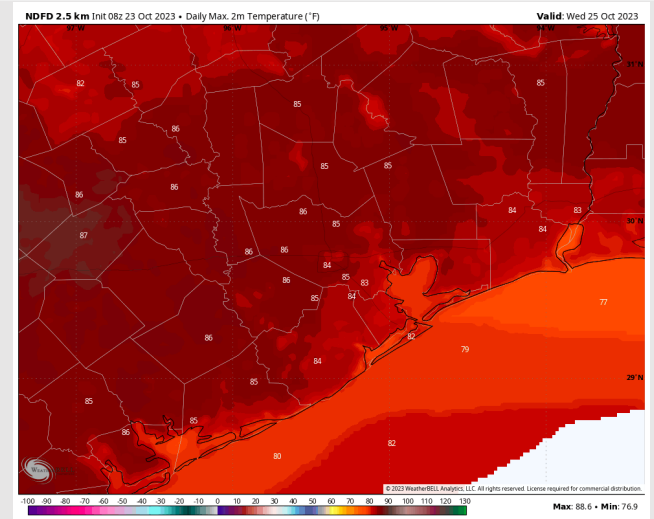 NDFD 2.5 km Init 08z 23 Oct 2023 • Daily Max. 2m Temperature (°F) Valid: Wed 25 Oct 2023
97°W 96°W 95°W 94°W
31°N
82 85 85 85
86
85
85 85
86 86
86 84 83
85 84
87
86 86
84
86 85 83
85 84
77
86 82
79
84
85
29°N
85
85
86
82
80
30°N
© 2023 WeatherBELL Analytics, LLC. All rights reserved. License required for commercial distribution.
-100 -90 -80 -70 -60 -50 -40 -30 -20 -10 0 10 20 30 40 50 60 70 80 90 100 110 120 130
Max: 88.6 • Min: 76.9